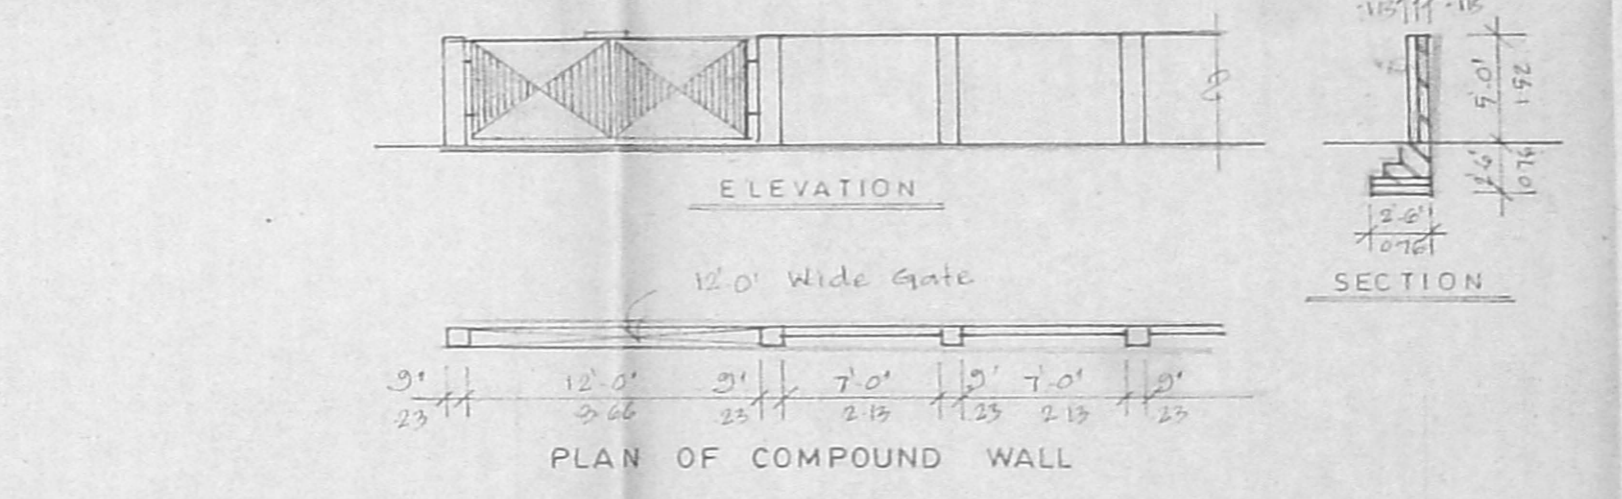 ELEVATION
12'0' Wide Gate
9" 12'-0" 9" 7'-0" 9" 7'-0" 9"
.23 3.66 .23 2.13 .23 2.13 .23
PLAN OF COMPOUND WALL
5'-0" 1.52
2'-6" 0.76
2'-6"
0.76
SECTION